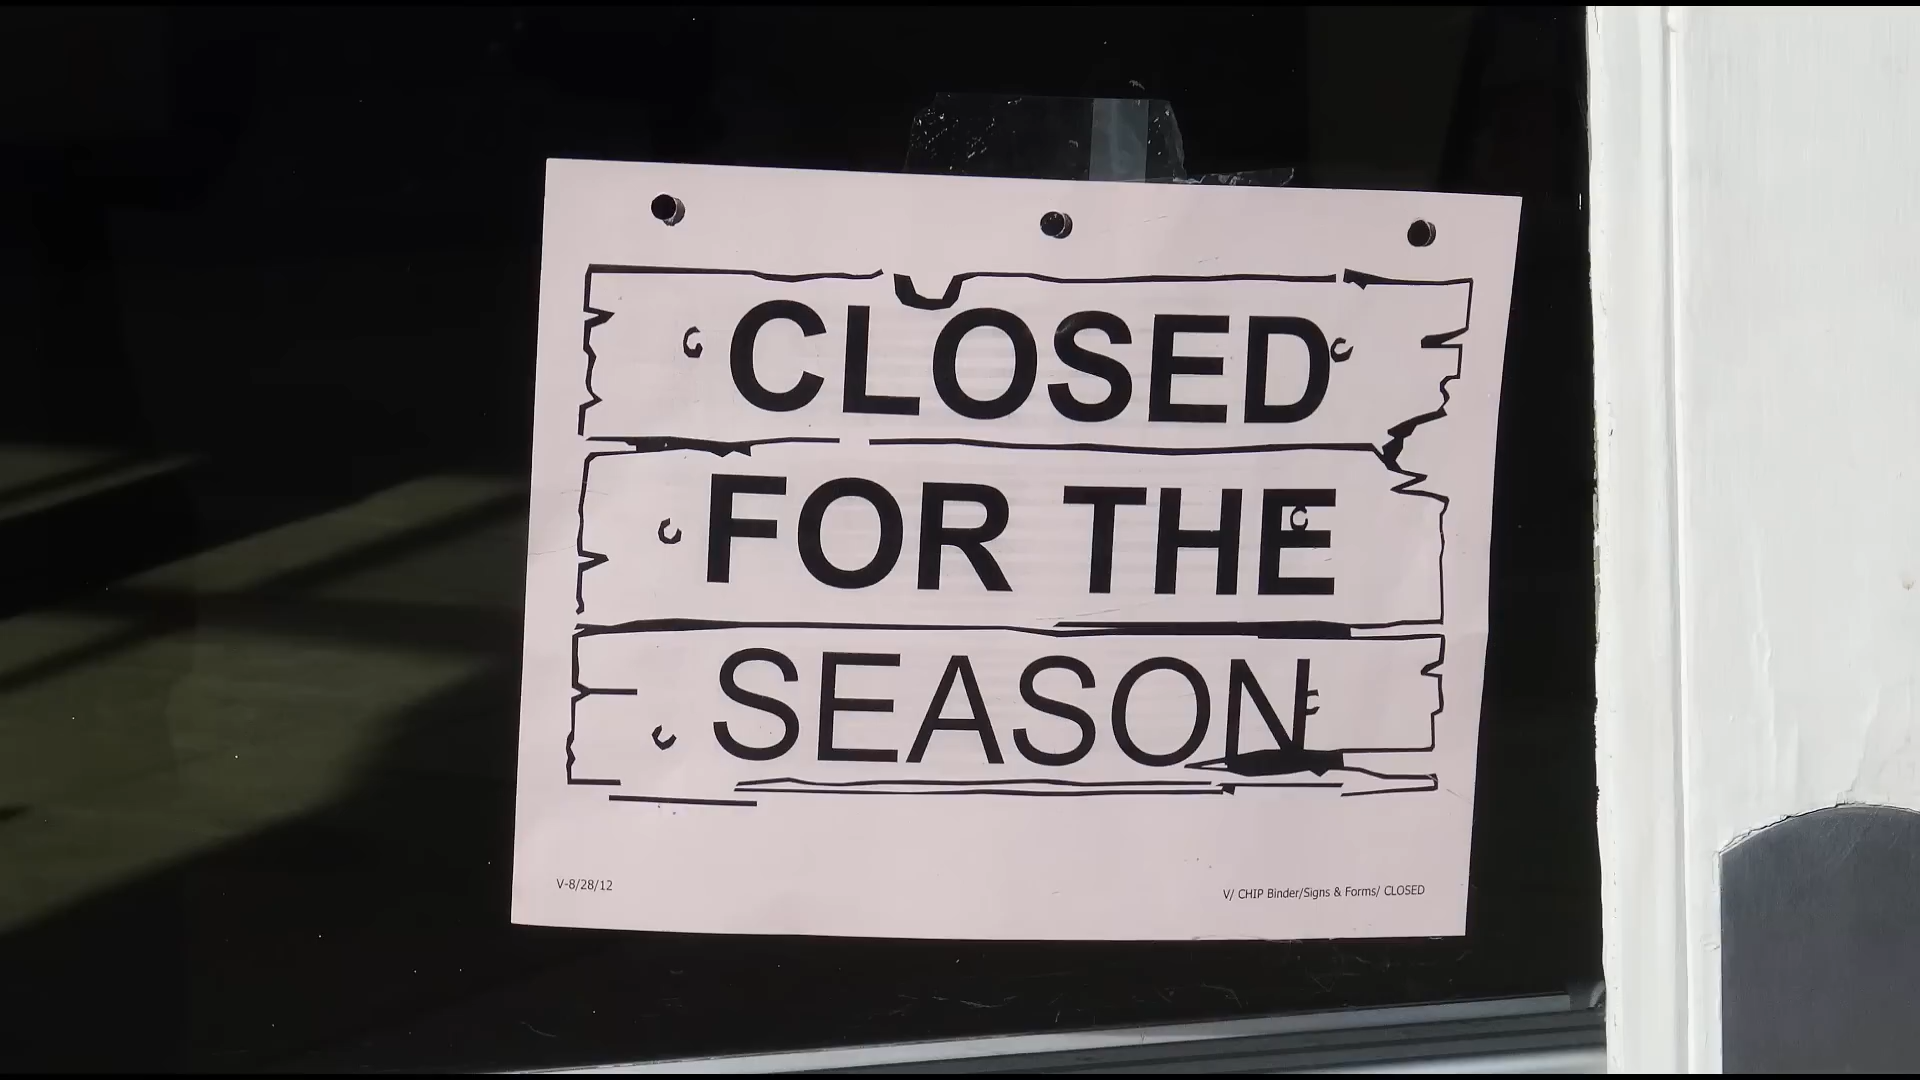 CLOSED
FOR THE
SEASON
V-8/28/12
V/ CHIP Binder/Signs & Forms/ CLOSED